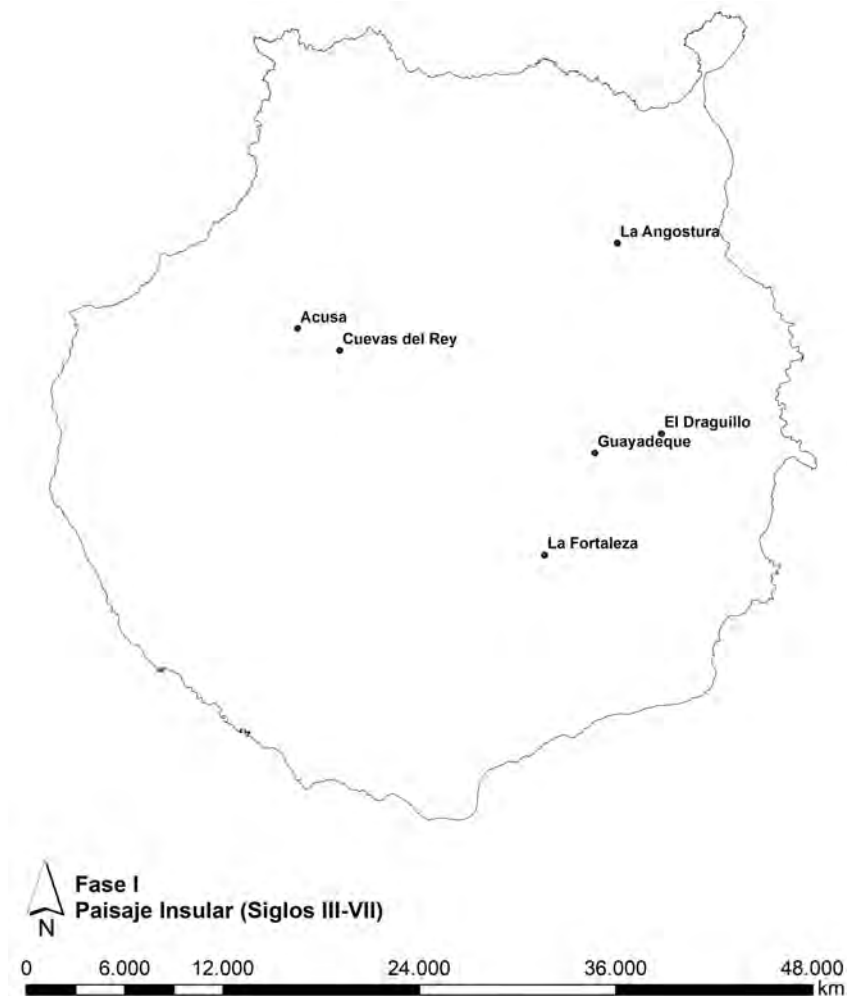 La Angostura
Acusa
Cuevas del Rey
El Draguillo
Guayadeque
La Fortaleza
Fase I
Paisaje Insular (Siglos III-VII)
N
0 6.000 12.000 24.000 36.000 48.000
km